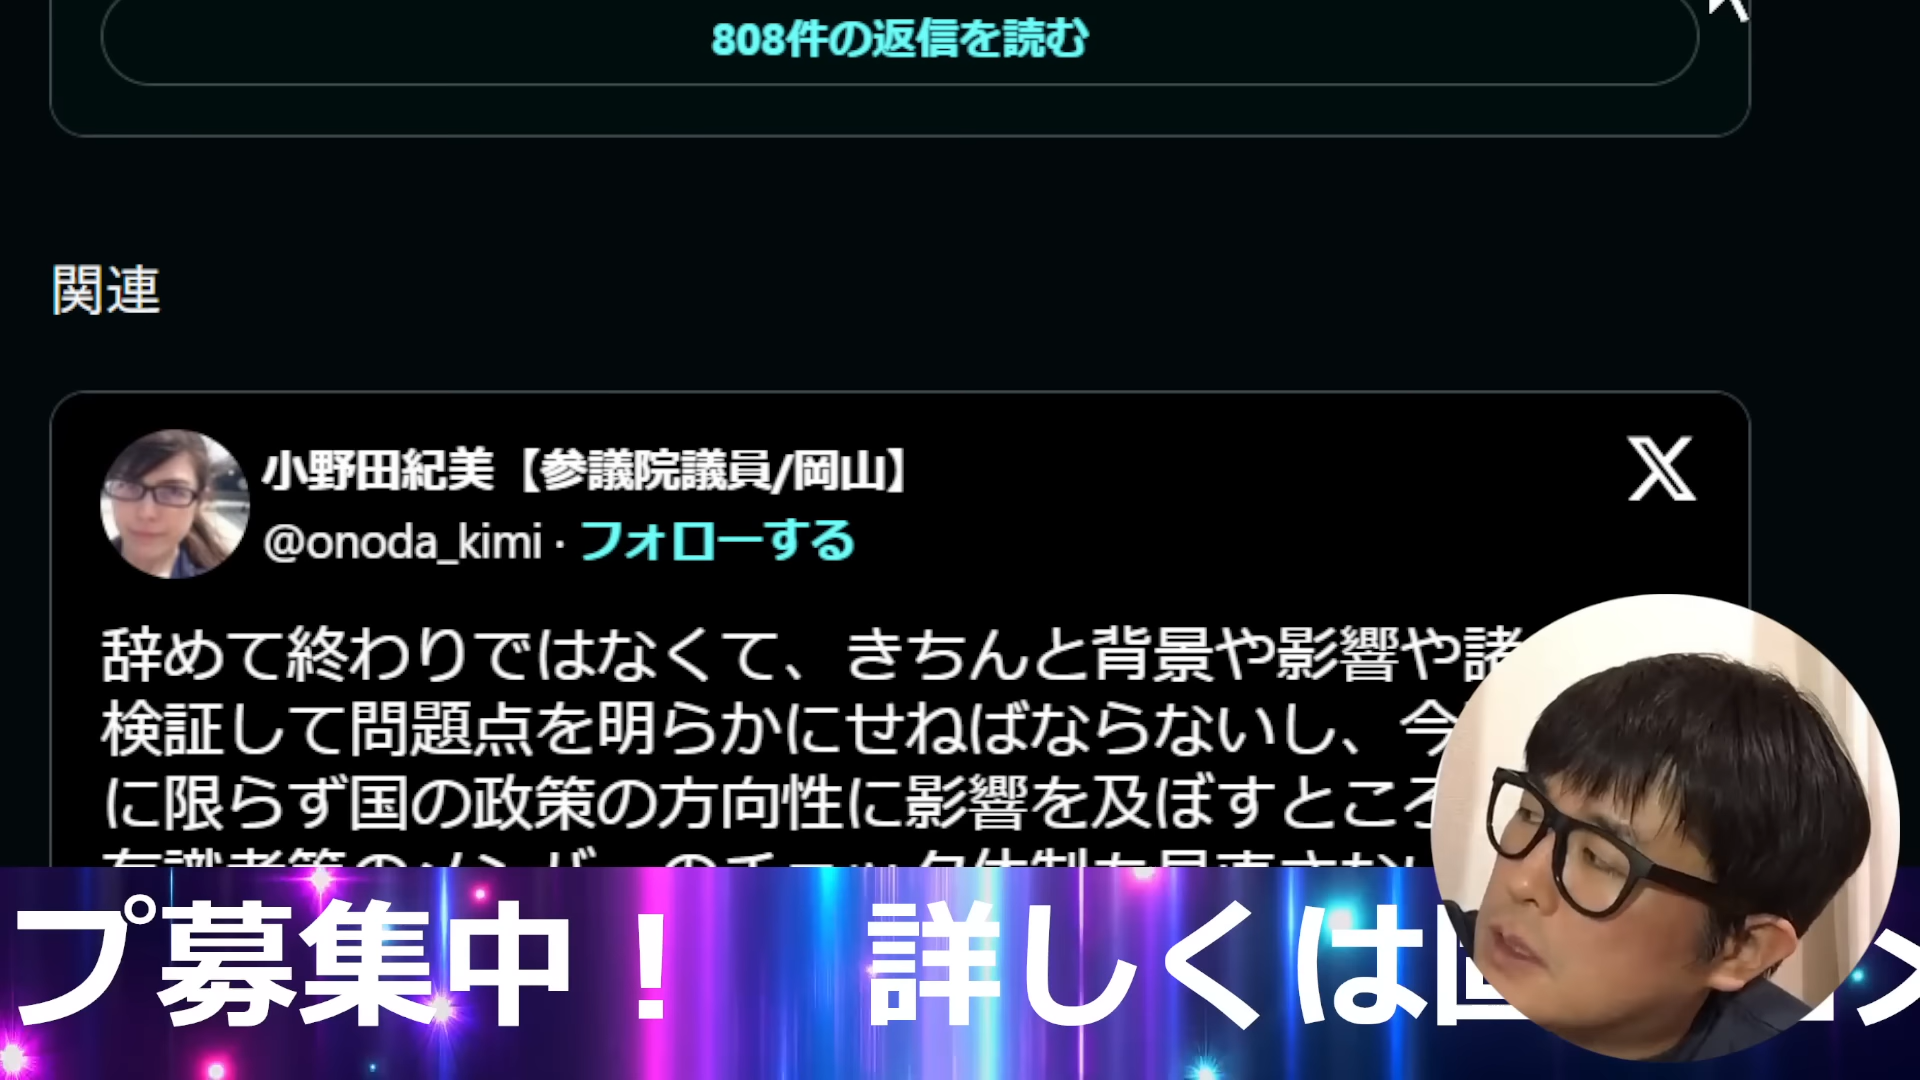 808件の返信を読む
関連
小野田紀美【参議院議員/岡山】
@onoda_kimi · フォローする
辞めて終わりではなくて、きちんと背景や影響や諸
検証して問題点を明らかにせねばならないし、今
に限らず国の政策の方向性に影響を及ぼすところ
プ募集中！ 詳しくは